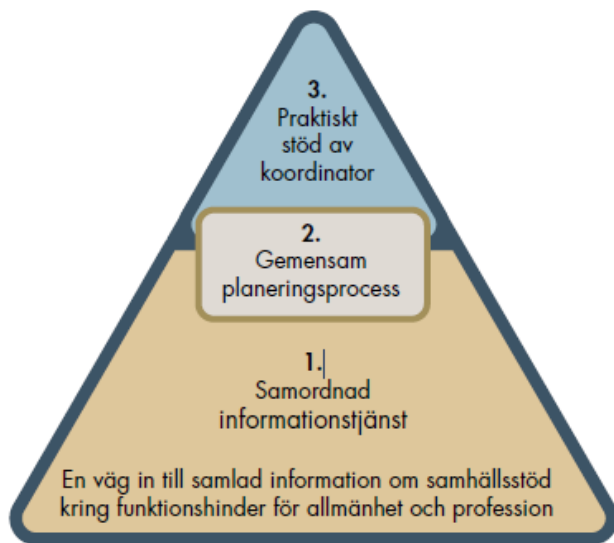 3.
Praktiskt
stöd av
koordinator
2.
Gemensam
planeringsprocess
1.
Samordnad
informationstjänst
En väg in till samlad information om samhällsstöd
kring funktionshinder för allmänhet och profession